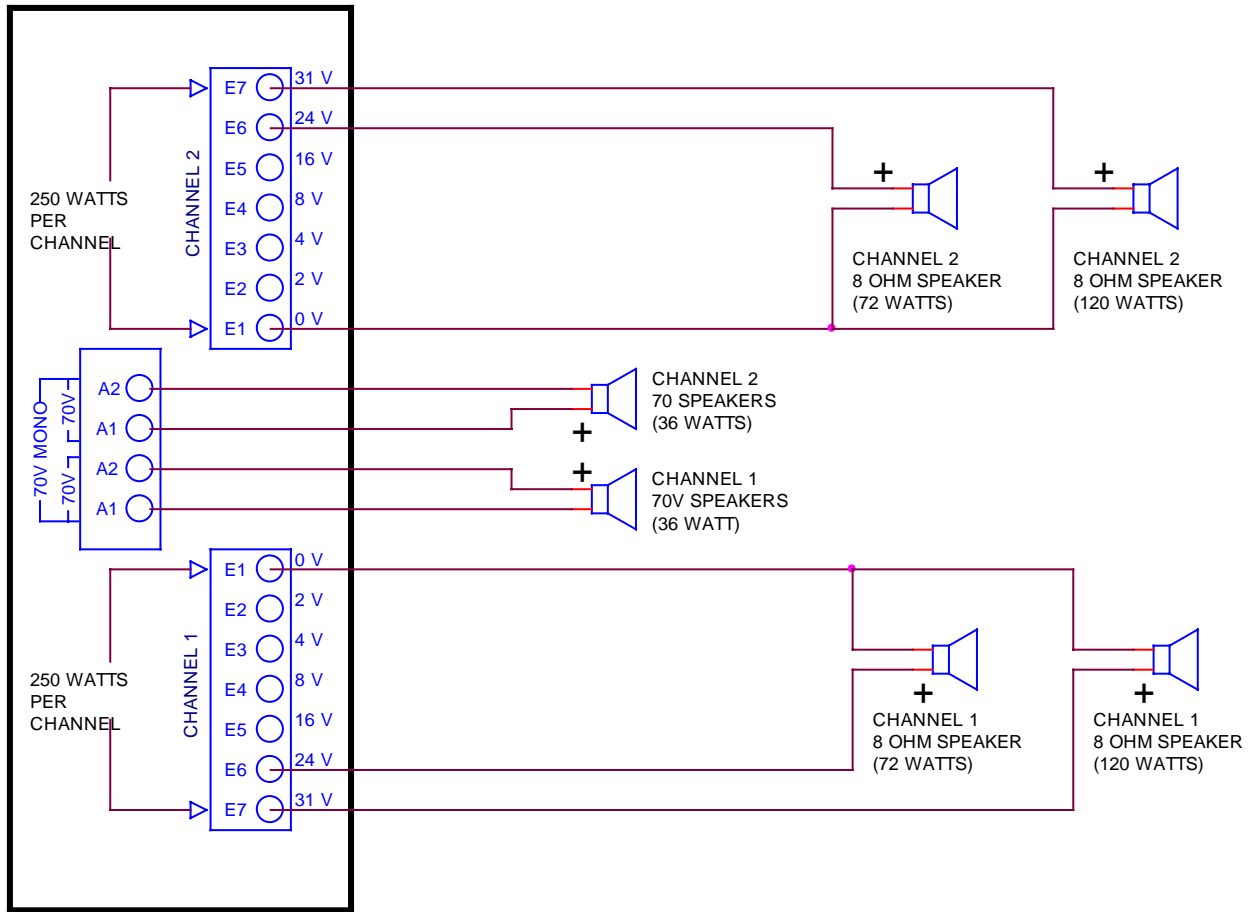 E7 31 V
E6 24 V
E5 16 V
E4 8 V
E3 4 V
E2 2 V
E1 0 V
CHANNEL 2
250 WATTS
PER
CHANNEL
+
CHANNEL 2
8 OHM SPEAKER
(72 WATTS)
+
CHANNEL 2
8 OHM SPEAKER
(120 WATTS)
70V MONO
70V
70V
A2
A1
A2
A1
CHANNEL 2
70 SPEAKERS
(36 WATTS)
+
+
CHANNEL 1
70V SPEAKERS
(36 WATT)
E1 0 V
E2 2 V
E3 4 V
E4 8 V
E5 16 V
E6 24 V
E7 31 V
CHANNEL 1
250 WATTS
PER
CHANNEL
+
CHANNEL 1
8 OHM SPEAKER
(72 WATTS)
+
CHANNEL 1
8 OHM SPEAKER
(120 WATTS)